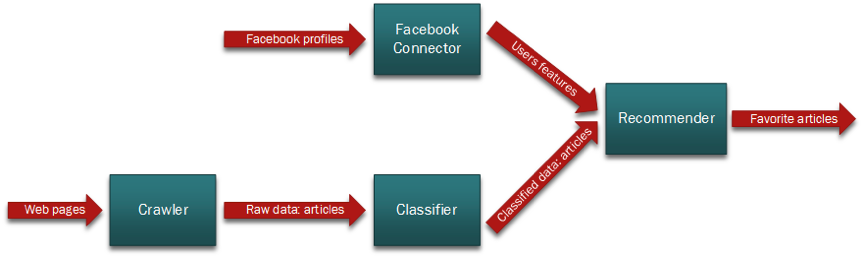 Facebook profiles
Facebook
Connector
Users features
Recommender
Favorite articles
Web pages
Crawler
Raw data: articles
Classifier
Classified data: articles